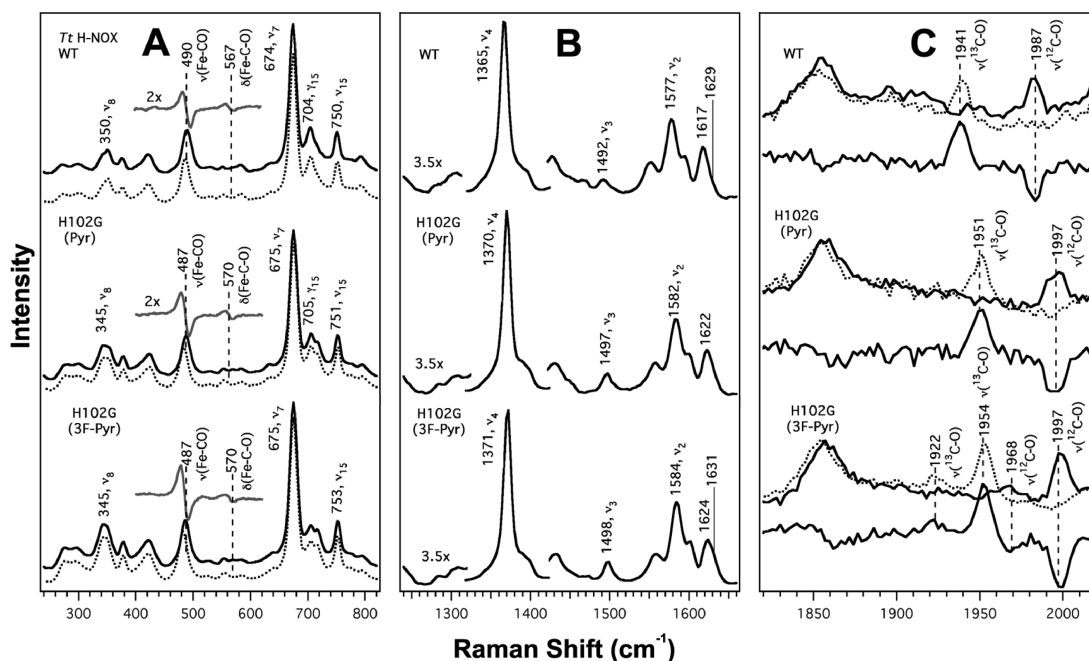 A
Tt H-NOX
WT
490
ν(Fe-CO)
567
δ(Fe-C-O)
674, ν7
2x
350, ν8
704, γ15
750, ν15
H102G
(Pyr)
487
ν(Fe-CO)
570
δ(Fe-C-O)
675, ν7
2x
345, ν8
705, γ15
751, ν15
H102G
(3F-Pyr)
487
ν(Fe-CO)
570
δ(Fe-C-O)
675, ν7
345, ν8
753, ν15
300 400 500 600 700 800
B
WT
1365, ν4
3.5x
1492, ν3
1577, ν2
1617
1629
H102G
(Pyr)
1370, ν4
3.5x
1497, ν3
1582, ν2
1622
H102G
(3F-Pyr)
1371, ν4
3.5x
1498, ν3
1584, ν2
1624
1631
1300 1400 1500 1600
C
WT
1941
ν(¹³C-O)
1987
ν(¹²C-O)
H102G
(Pyr)
1951
ν(¹³C-O)
1997
ν(¹²C-O)
H102G
(3F-Pyr)
1922
ν(¹³C-O)
1954
ν(¹³C-O)
1968
ν(¹²C-O)
1997
ν(¹²C-O)
1850 1900 1950 2000
Intensity
Raman Shift (cm⁻¹)